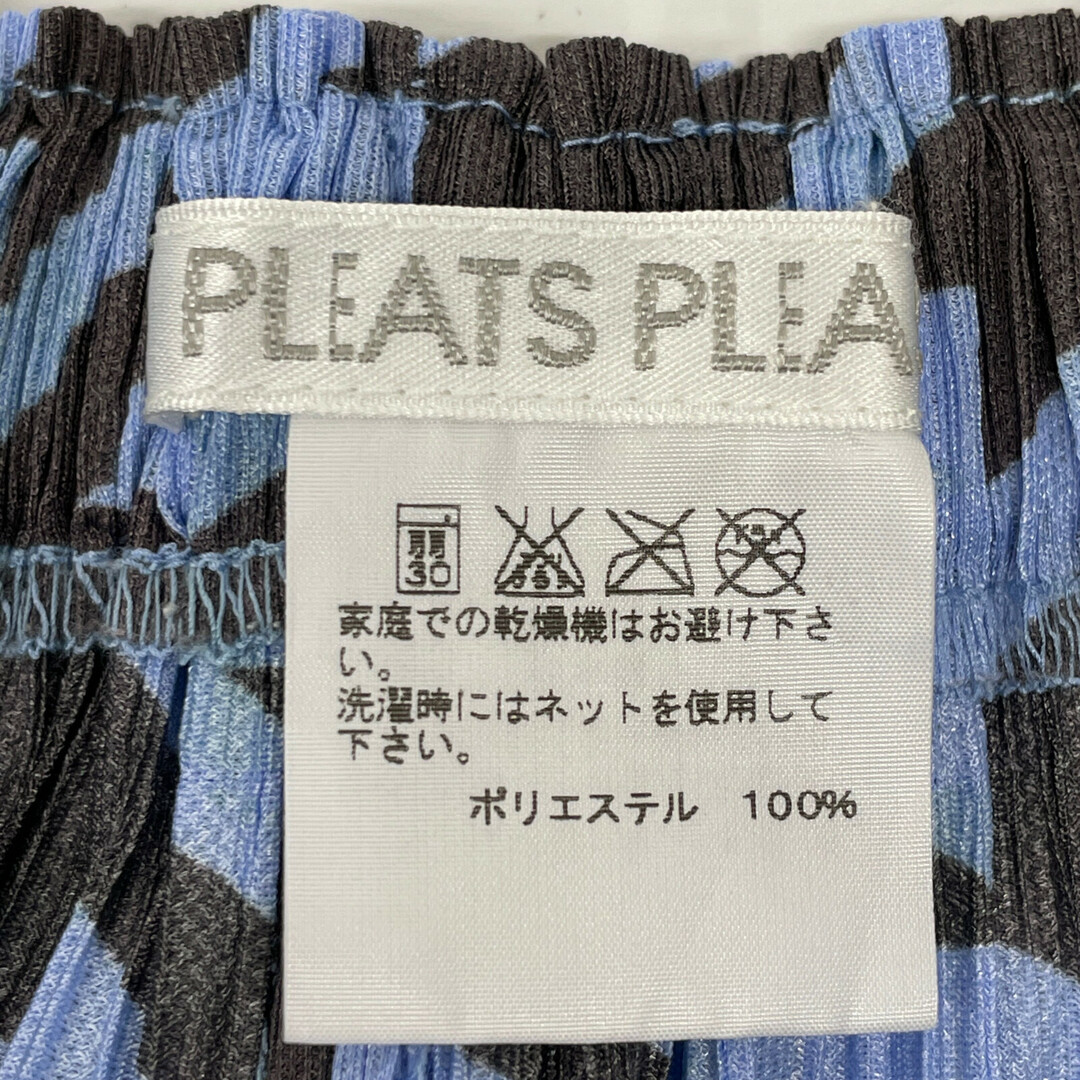 PLEATS PLEA
弱
30
家庭での乾燥機はお避け下さ
い。
洗濯時にはネットを使用して
下さい。
ポリエステル 100%